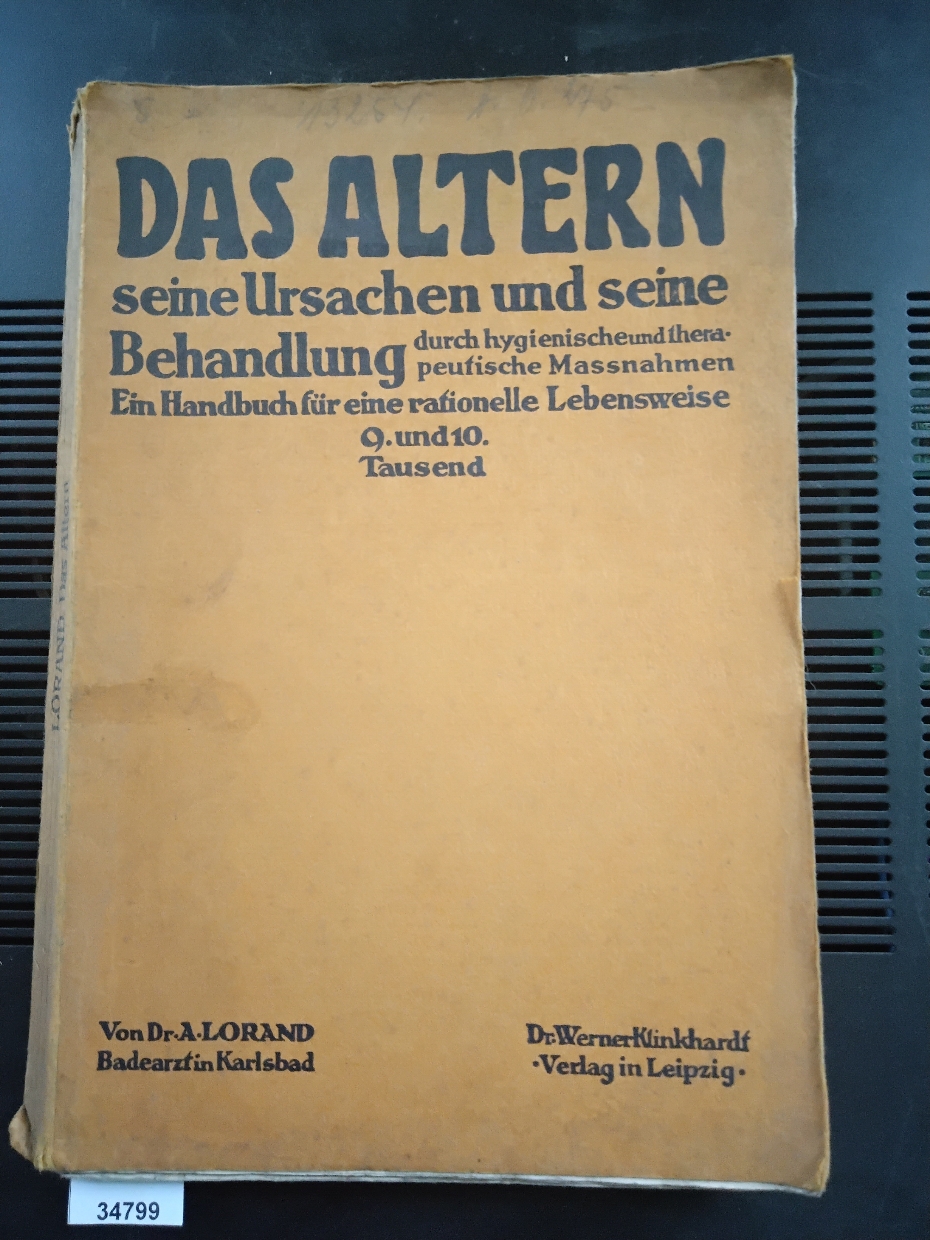 DAS ALTERN
seine Ursachen und seine
Behandlung durch hygienische und thera-
peutische Massnahmen
Ein Handbuch für eine rationelle Lebensweise
9. und 10.
Tausend
LORAND, Das Altern
Von Dr. A. LORAND
Badearzt in Karlsbad
Dr. Werner Klinkhardt
·Verlag in Leipzig·
34799